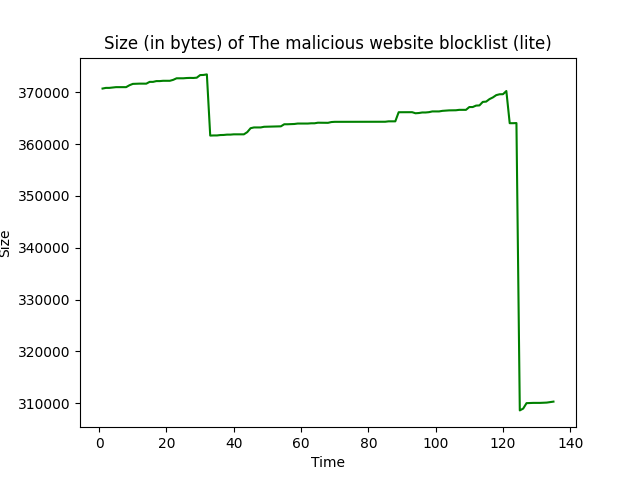 Size (in bytes) of The malicious website blocklist (lite)
370000
360000
350000
340000
330000
320000
310000
Size
0 20 40 60 80 100 120 140
Time